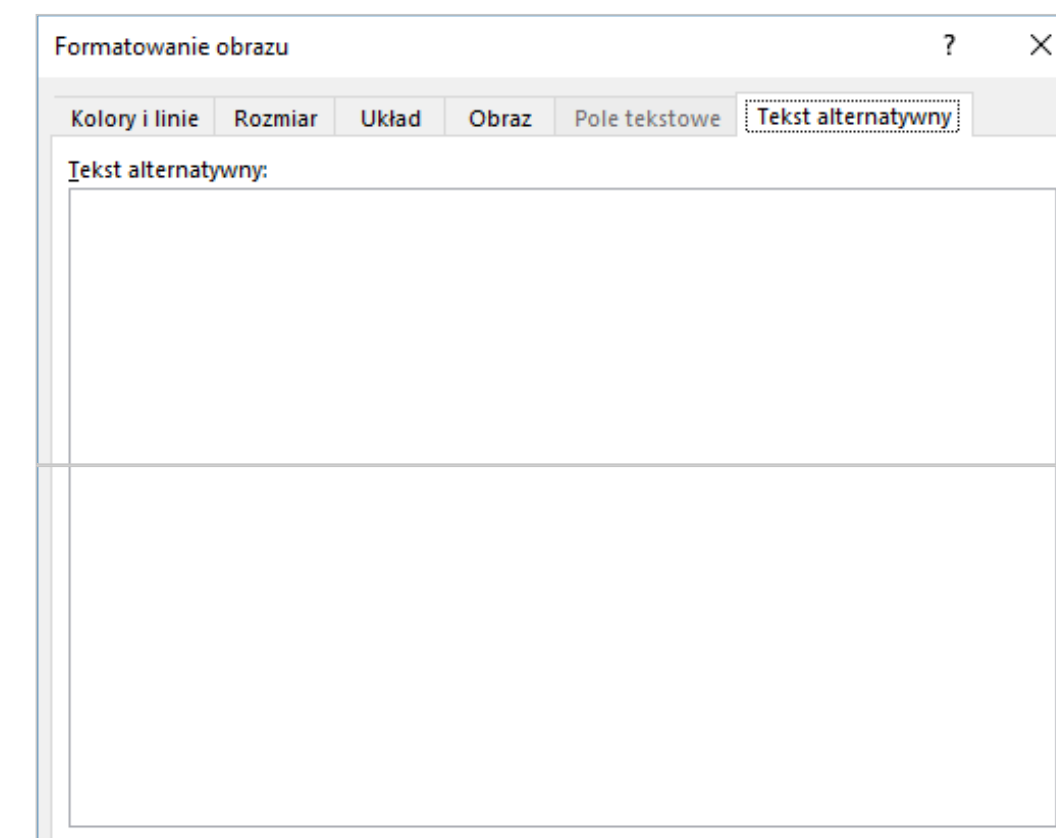 Formatowanie obrazu ?
Kolory i linie Rozmiar Układ Obraz Pole tekstowe Tekst alternatywny
Tekst alternatywny: